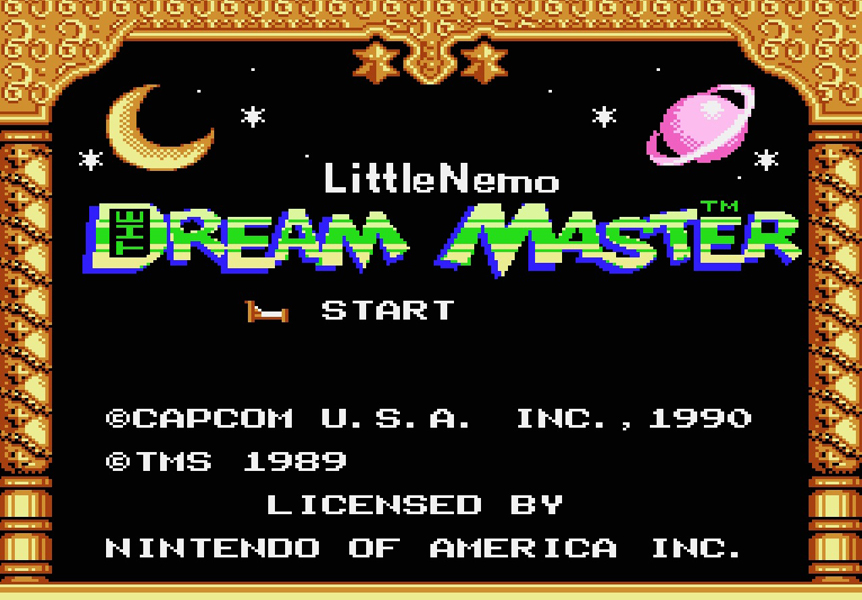 LittleNemo
THE DREAM MASTER™
START
©CAPCOM U.S.A. INC.,1990
©TMS 1989
LICENSED BY
NINTENDO OF AMERICA INC.